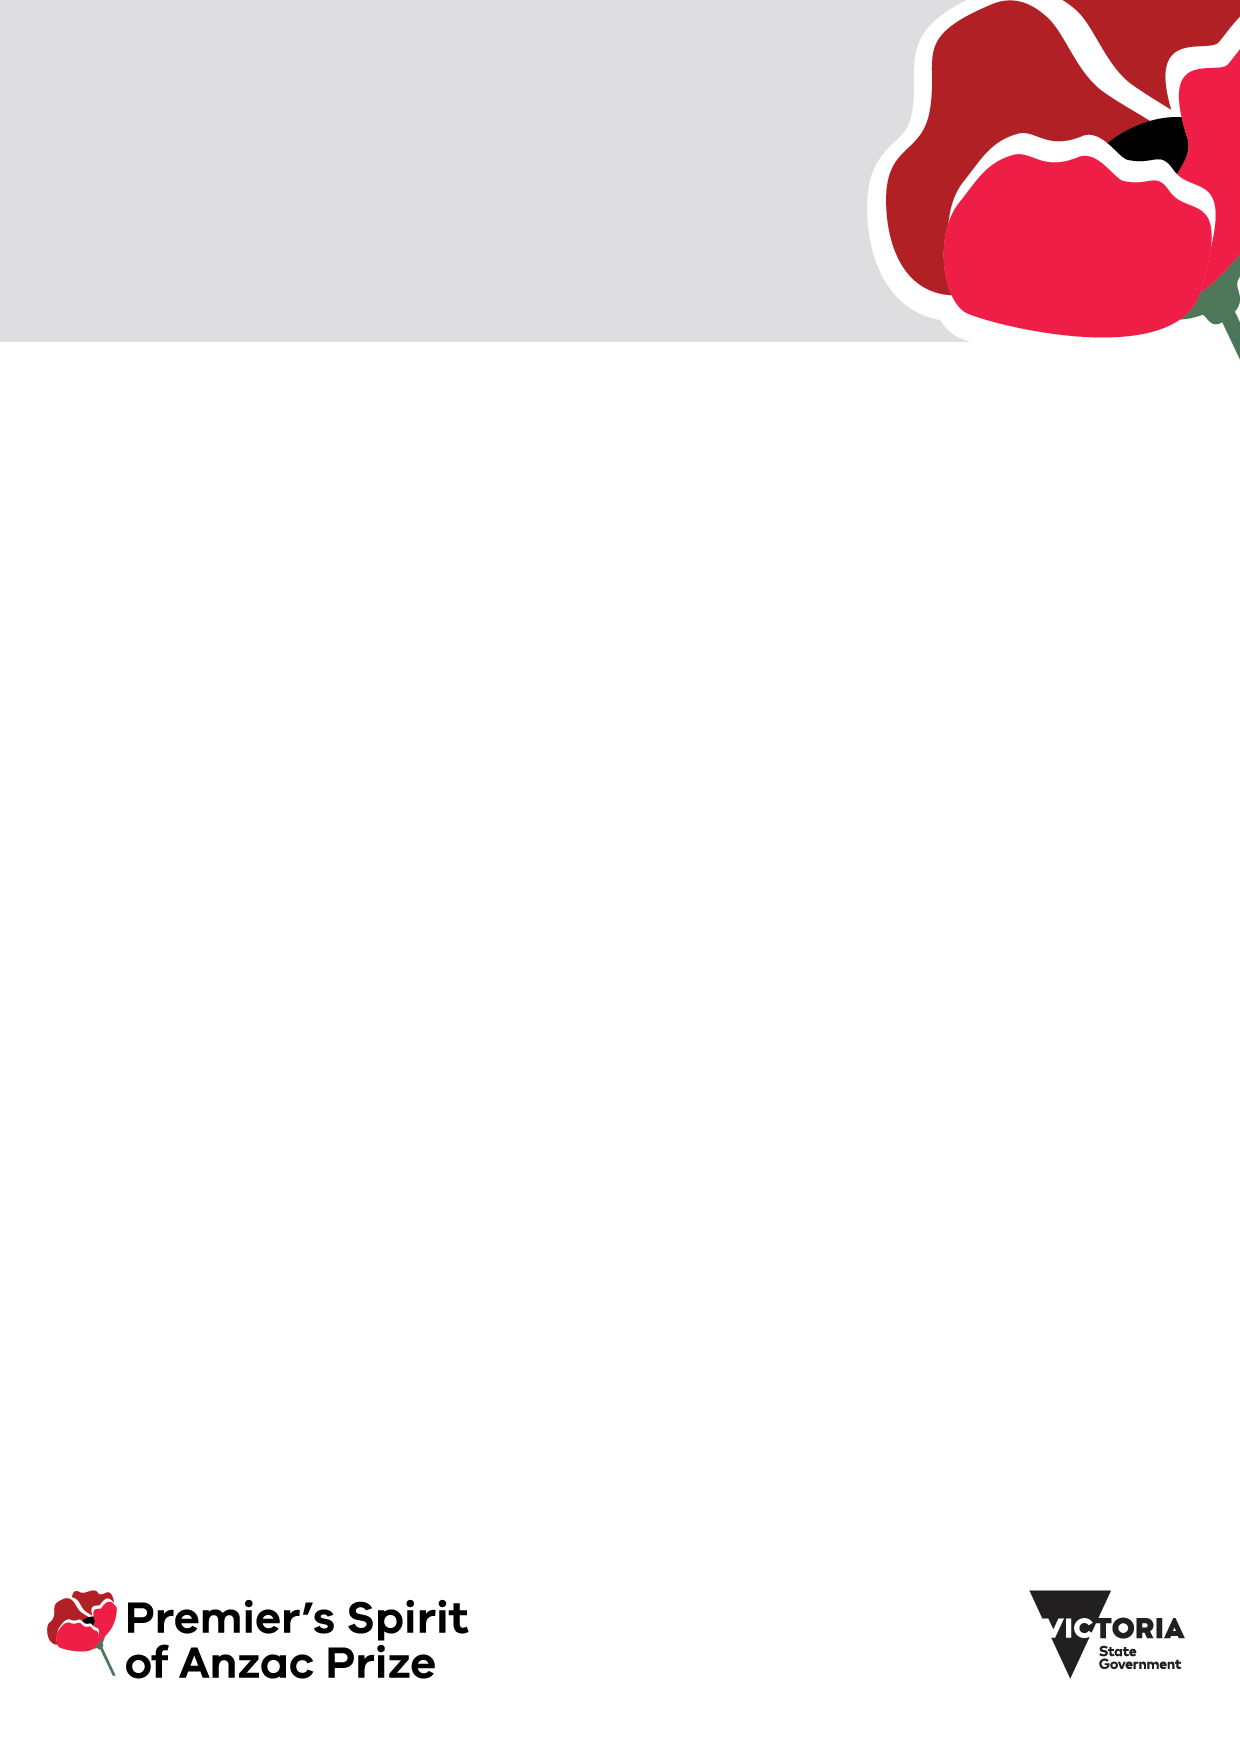 Premier’s Spirit
of Anzac Prize
VICTORIA
State
Government